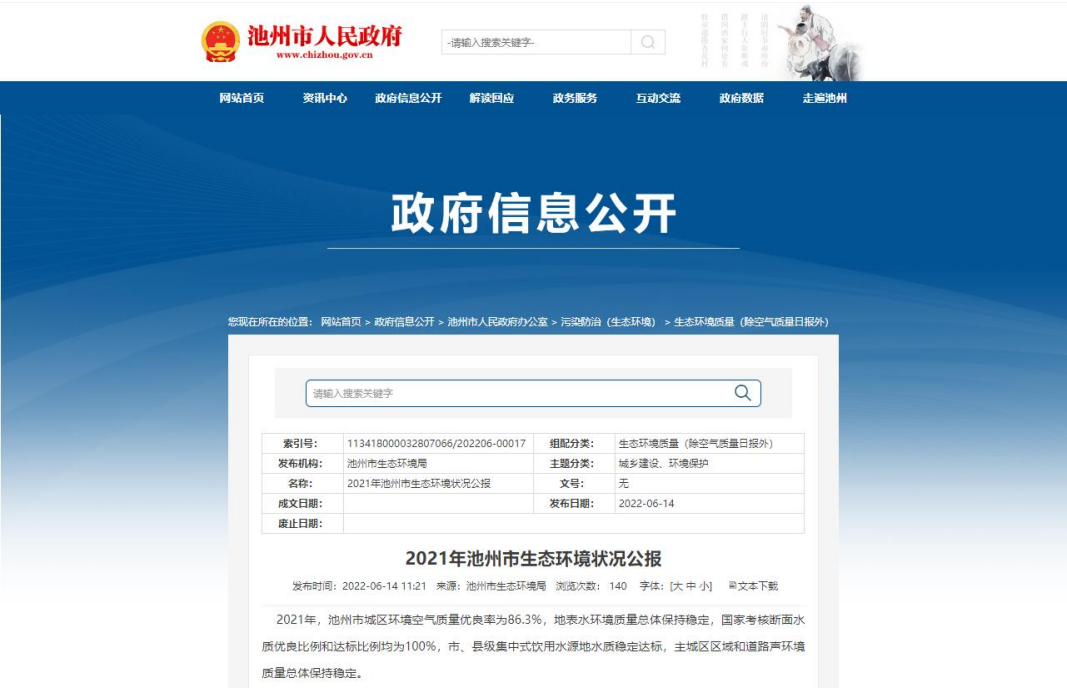 池州市人民政府
www.chizhou.gov.cn
-请输入搜索关键字-
网站首页 资讯中心 政府信息公开 解读回应 政务服务 互动交流 政府数据 走遍池州
政府信息公开
您现在所在的位置： 网站首页 > 政府信息公开 > 池州市人民政府办公室 > 污染防治（生态环境） > 生态环境质量（除空气质量日报外）
请输入搜索关键字
索引号： 113418000032807066/202206-00017 组配分类： 生态环境质量（除空气质量日报外）
发布机构： 池州市生态环境局 主题分类： 城乡建设、环境保护
名称： 2021年池州市生态环境状况公报 文号： 无
成文日期： 发布日期： 2022-06-14
废止日期：
2021年池州市生态环境状况公报
发布时间：2022-06-14 11:21 来源：池州市生态环境局 浏览次数： 140 字体：[大 中 小] 文本下载
2021年，池州市城区环境空气质量优良率为86.3%，地表水环境质量总体保持稳定，国家考核断面水
质优良比例和达标比例均为100%，市、县级集中式饮用水源地水质稳定达标，主城区区域和道路声环境
质量总体保持稳定。